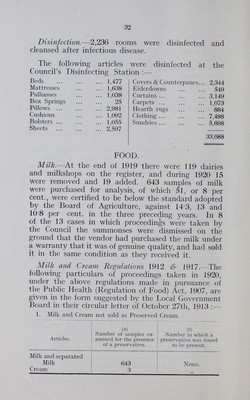 32
Disinfection.—2,236 rooms were disinfected and
cleansed after infectious disease.
The following articles were disinfected at the
Council's Disinfecting Station :—
Beds ... ... ... 1,477 Covers & Counterpanes... 2,344
Mattresses ... ... 1,638 Eiderdowns ... ... 549
Palliasses ... ... 1,038 Curtains ... ... ... 3,149
Box Springs ... ... 25 Carpets ... ... ... 1,073
Pillows ... ... ... 2,981 Hearth rugs ... ... 884
Cushions ... ... 1,092 Clothing ... ... ... 7,488
Bolsters ... ... ... 1,055 Sundries ... ... ... 5,698
Sheets ... ... ... 2,597
33,088
FOOD.
Milk.—At the end of 1919 there were 119 dairies
and milkshops on the register, and during 1920 15
were removed and 19 added. 643 samples of milk
were purchased for analysis, of which 51, or 8 per
cent., were certified to be below the standard adopted
by the Board of Agriculture, against 14·3, 13 and
10·8 per cent. in the three preceding years. In 8
of the 13 cases in which proceedings were taken by
the Council the summonses were dismissed on the
ground that the vendor had purchased the milk under
a warranty that it was of genuine quality, and had sold
it in the same condition as they received it.
Milk and Cream Regulations 1912 & 1917.—The
following particulars of proceedings taken in 1920,
under the above regulations made in pursuance of
the Public Health (Regulation of Food) Act, 1907, are
given in the form suggested by the Local Government
Board in their circular letter of October 27th, 1913 :—
1. Milk and Cream not sold as Preserved Cream.
Articles. (a) Number of samples examined for the presence of a preservative. (b) Number in which a preservative was found to be present.
Milk and separated
Milk 643 None.
Cream 3